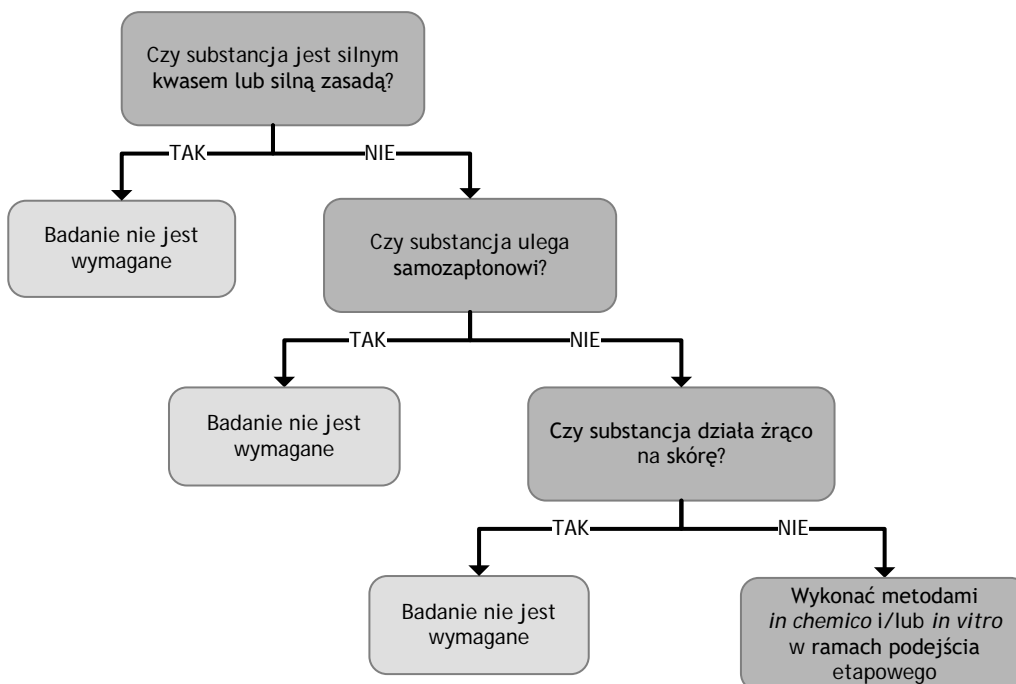 Czy substancja jest silnym
kwasem lub silną zasadą?
TAK
NIE
Badanie nie jest
wymagane
Czy substancja ulega
samozapłonowi?
TAK
NIE
Badanie nie jest
wymagane
Czy substancja działa żrąco
na skórę?
TAK
NIE
Badanie nie jest
wymagane
Wykonać metodami
in chemico i/lub in vitro
w ramach podejścia
etapowego